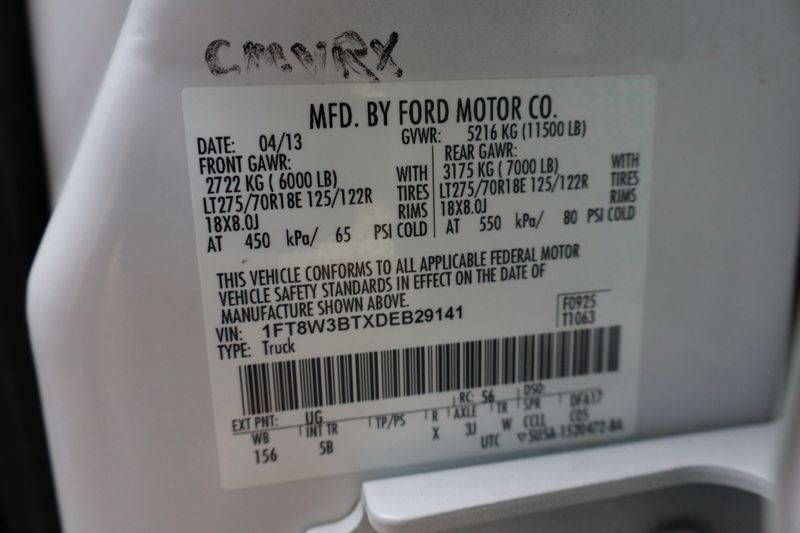 CMVRX
MFD. BY FORD MOTOR CO.
DATE: 04/13 GVWR: 5216 KG (11500 LB)
FRONT GAWR: REAR GAWR:
2722 KG ( 6000 LB) WITH 3175 KG ( 7000 LB) WITH
LT275/70R18E 125/122R TIRES LT275/70R18E 125/122R TIRES
18X8.0J RIMS 18X8.0J RIMS
AT 450 kPa/ 65 PSI COLD AT 550 kPa/ 80 PSI COLD
THIS VEHICLE CONFORMS TO ALL APPLICABLE FEDERAL MOTOR
VEHICLE SAFETY STANDARDS IN EFFECT ON THE DATE OF
MANUFACTURE SHOWN ABOVE.
VIN: 1FT8W3BTXDEB29141 F0925
TYPE: Truck T1063
EXT PNT: UG RC: 56 DSO:
WB INT TR TP/PS R AXLE TR SPR DFA17
156 5B X 3J W CCLL C05
UTC